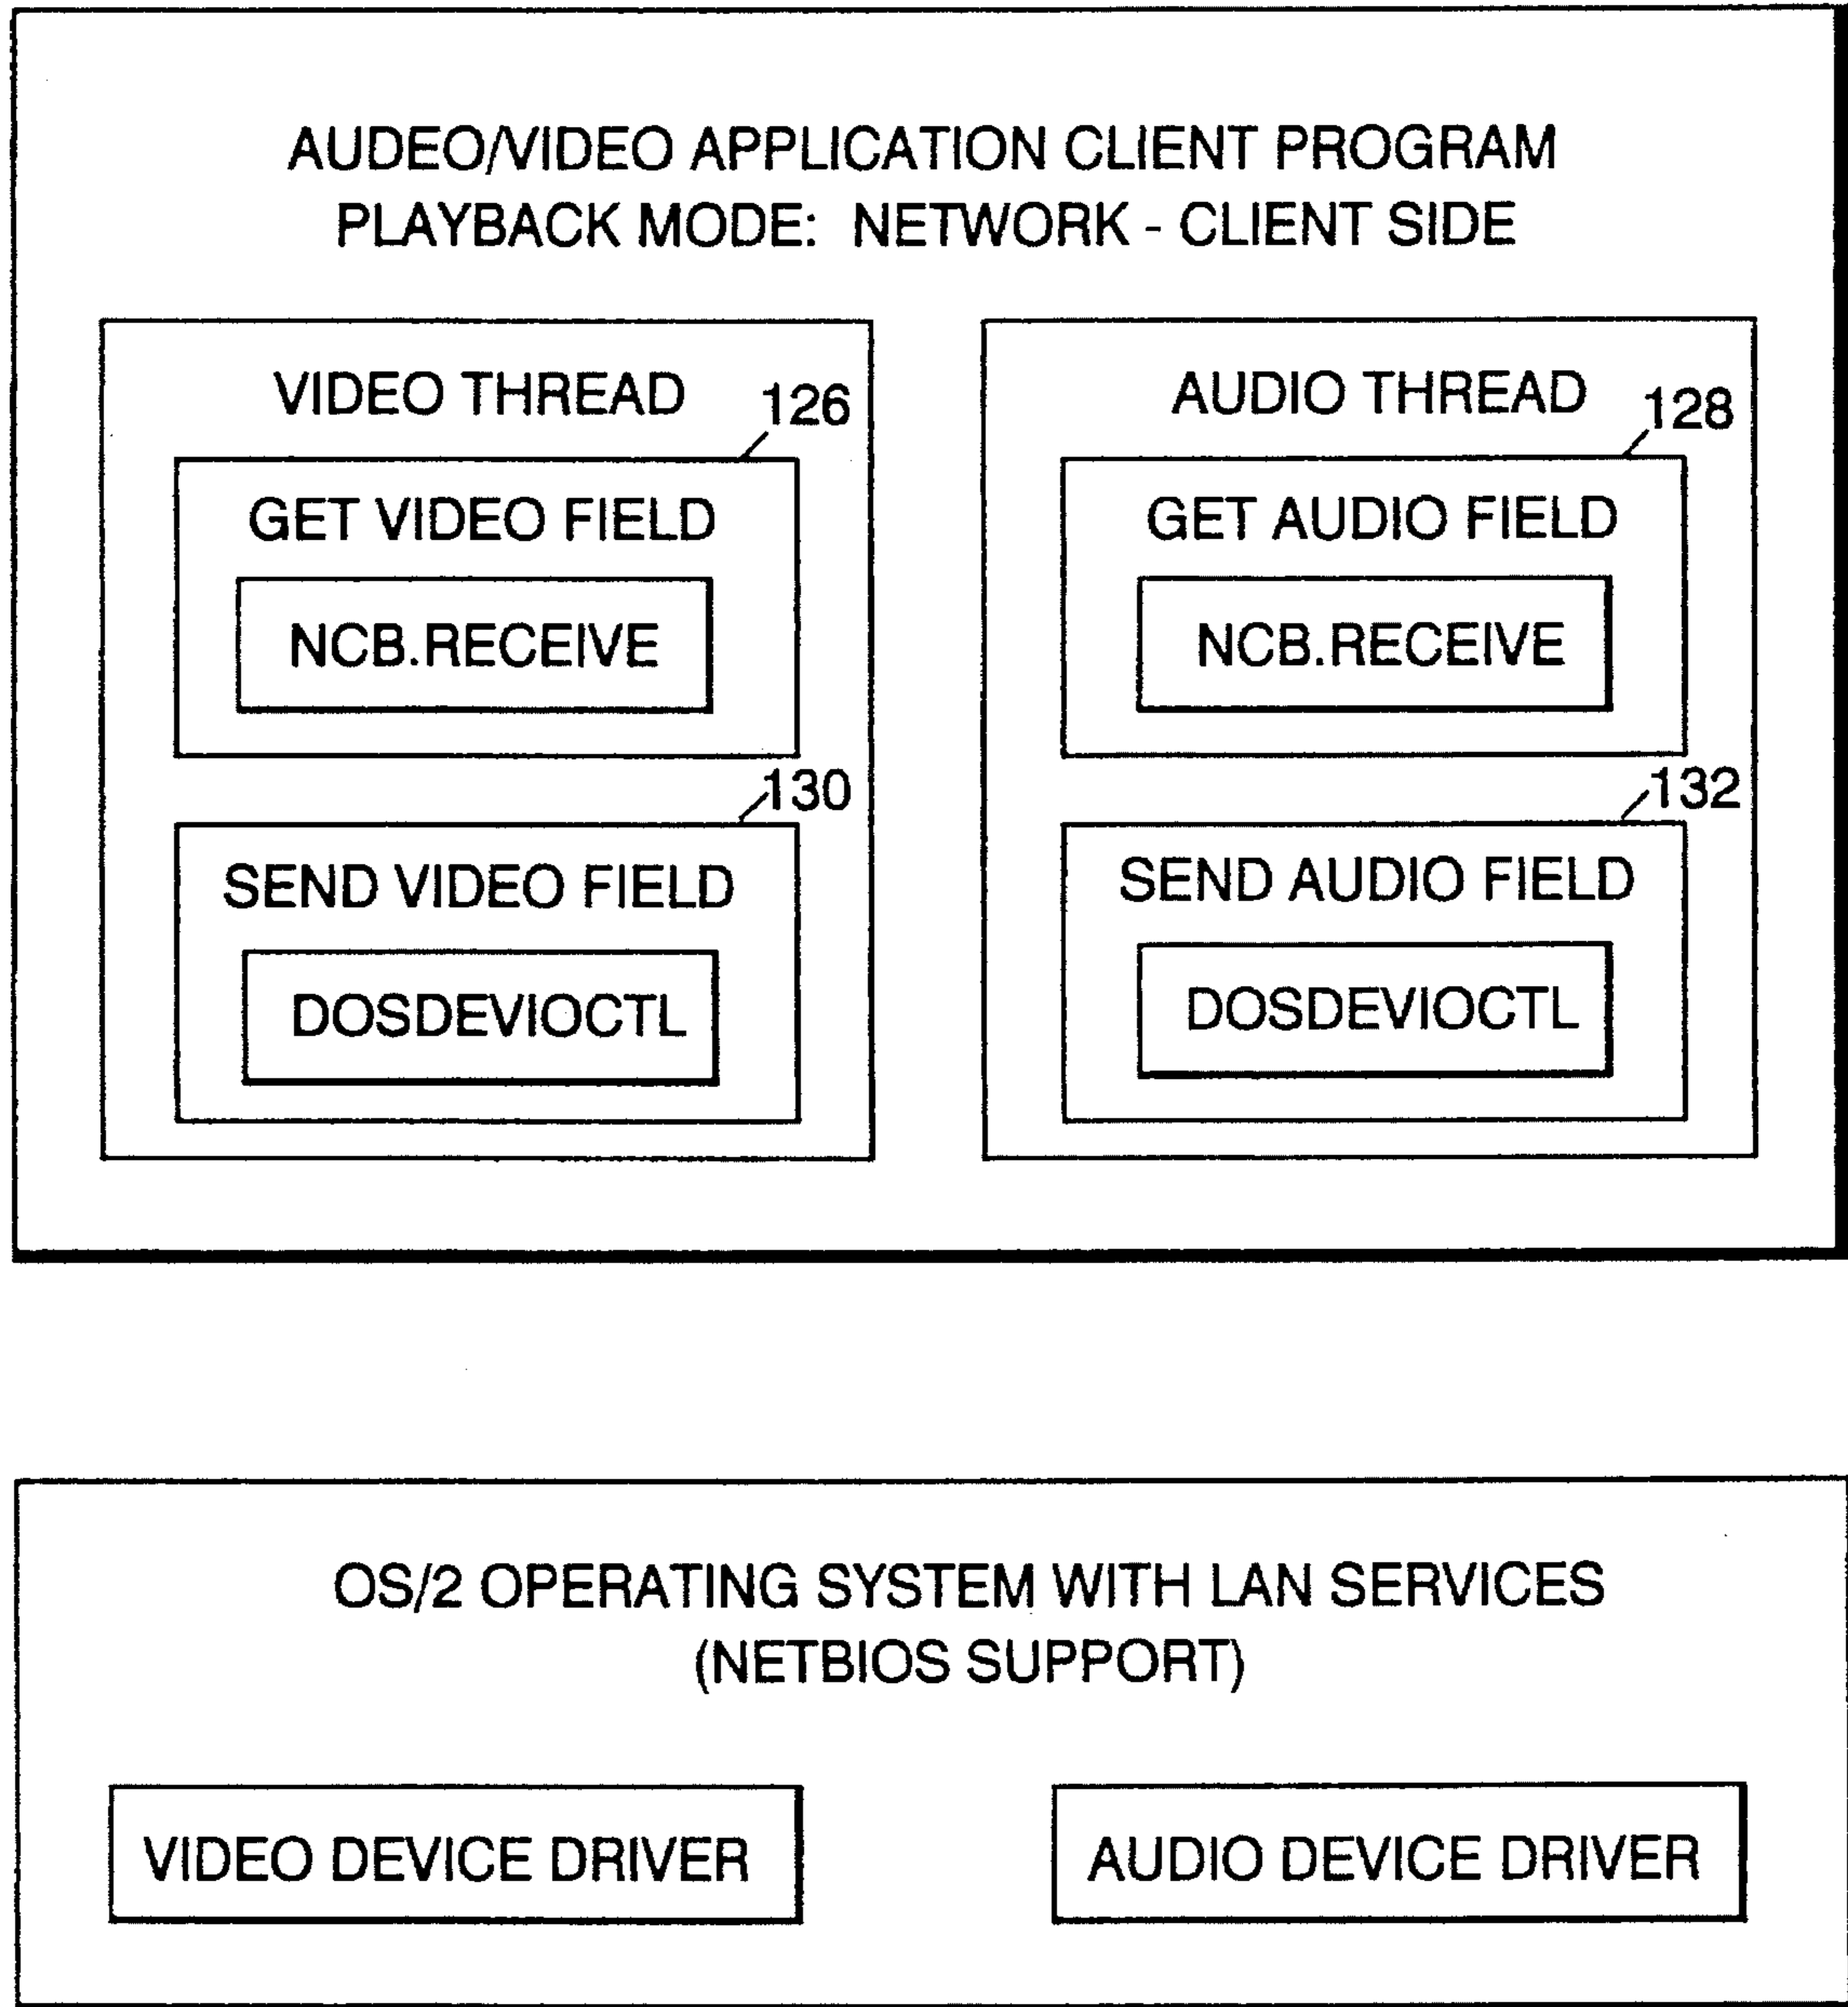 AUDEO/VIDEO APPLICATION CLIENT PROGRAM
PLAYBACK MODE: NETWORK - CLIENT SIDE
VIDEO THREAD
126
GET VIDEO FIELD
NCB.RECEIVE
130
SEND VIDEO FIELD
DOSDEVIOCTL
AUDIO THREAD
128
GET AUDIO FIELD
NCB.RECEIVE
132
SEND AUDIO FIELD
DOSDEVIOCTL
OS/2 OPERATING SYSTEM WITH LAN SERVICES
(NETBIOS SUPPORT)
VIDEO DEVICE DRIVER
AUDIO DEVICE DRIVER